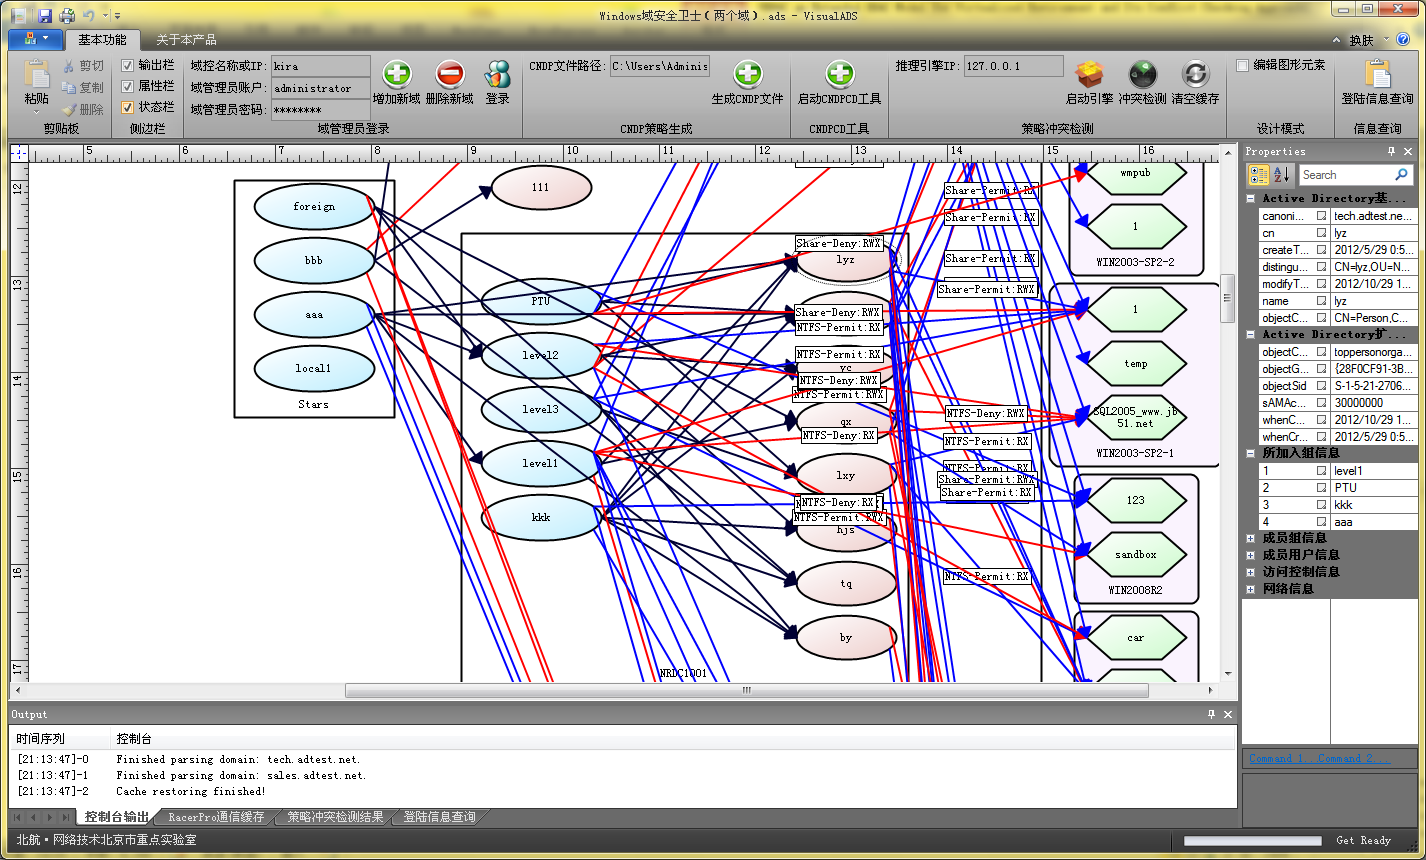 Windows域安全卫士（两个域）.ads - VisualADS
基本功能
关于本产品
换肤
粘贴
剪切
复制
删除
剪贴板
输出栏
属性栏
状态栏
侧边栏
域控名称或IP: kira
域管理员账户: administrator
域管理员密码: ********
增加新域
删除新域
登录
域管理员登录
CNDP文件路径: C:\Users\Adminis
生成CNDP文件
CNDP策略生成
启动CNDPCD工具
CNDPCD工具
推理引擎IP: 127.0.0.1
启动引擎
冲突检测
清空缓存
策略冲突检测
编辑图形元素
设计模式
登陆信息查询
信息查询
5 6 7 8 9 10 11 12 13 14 15 16
12
13
14
15
16
17
foreign
bbb
aaa
local1
Stars
111
PTU
level2
level3
level1
kkk
Share-Deny:RWX
lyz
Share-Deny:RWX
NTFS-Permit:RX
NTFS-Permit:RX
yc
NTFS-Deny:RWX
NTFS-Permit:RWX
gx
NTFS-Deny:RX
lxy
NTFS-Deny:RX
NTFS-Permit:RWX
hjs
tq
by
NRDC1001
Share-Permit:RX
Share-Permit:RX
Share-Permit:RX
Share-Permit:RWX
NTFS-Deny:RWX
NTFS-Permit:RX
NTFS-Permit:RX
Share-Permit:RWX
Share-Permit:RX
NTFS-Permit:RX
wmpub
1
WIN2003-SP2-2
1
temp
SQL2005_www.jb
51.net
WIN2003-SP2-1
123
sandbox
WIN2008R2
car
Properties
Search
Active Directory基...
canoni... tech.adtest.ne...
cn lyz
createT... 2012/5/29 0:5...
distingu... CN=lyz,OU=N...
modifyT... 2012/10/29 1...
name lyz
objectC... CN=Person,C...
Active Directory扩...
objectC... toppersonorga...
objectG... {28F0CF91-3B...
objectSid S-1-5-21-2706...
sAMAc... 30000000
whenC... 2012/10/29 1...
whenCr... 2012/5/29 0:5...
所加入组信息
1 level1
2 PTU
3 kkk
4 aaa
成员组信息
成员用户信息
访问控制信息
网络信息
Command 1... Command 2...
Output
时间序列 控制台
[21:13:47]-0 Finished parsing domain: tech.adtest.net.
[21:13:47]-1 Finished parsing domain: sales.adtest.net.
[21:13:47]-2 Cache restoring finished!
控制台输出
RacerPro通信缓存
策略冲突检测结果
登陆信息查询
北航·网络技术北京市重点实验室
Get Ready